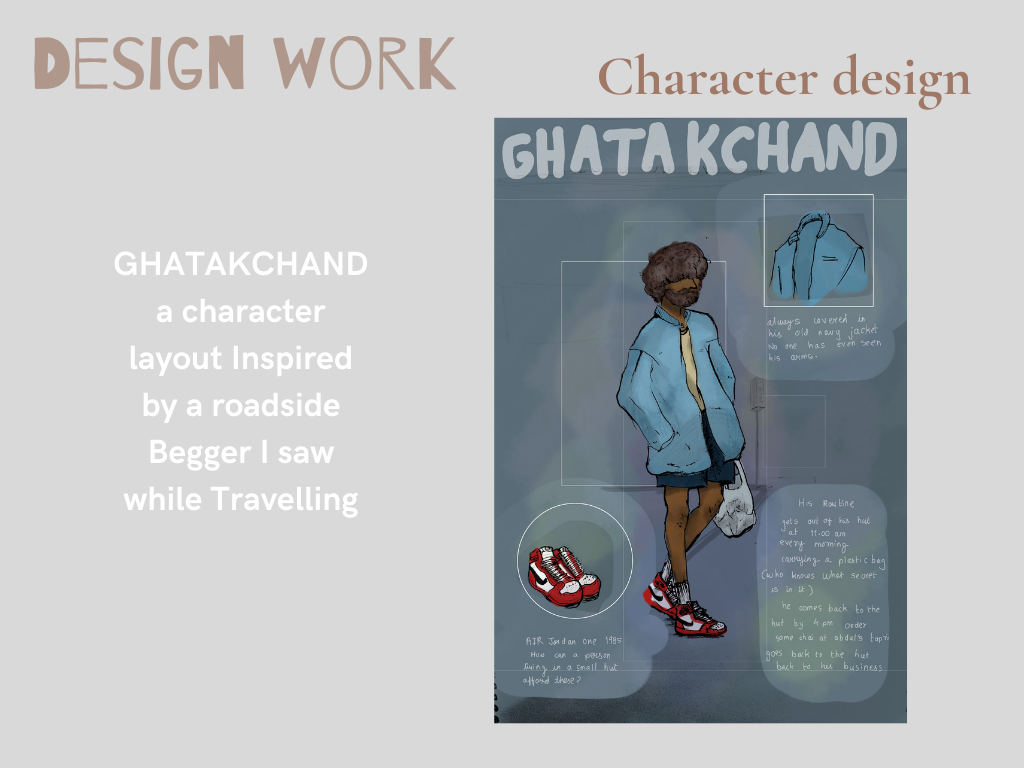 DESIGN WORK
Character design
GHATAKCHAND
a character
layout Inspired
by a roadside
Begger I saw
while Travelling
GHATAKCHAND
always covered in
his old navy jacket
No one has even seen
his arms.
AIR Jordan one 1985
How can a person
living in a small hut
afford these?
His Routine
gets out of his hut
at 11.00 am
every morning
carrying a plastic bag
(who knows what secret
is in it)
he comes back to the
hut by 4 pm order
some chai at abdul's tapri
goes back to the hut
back to his business